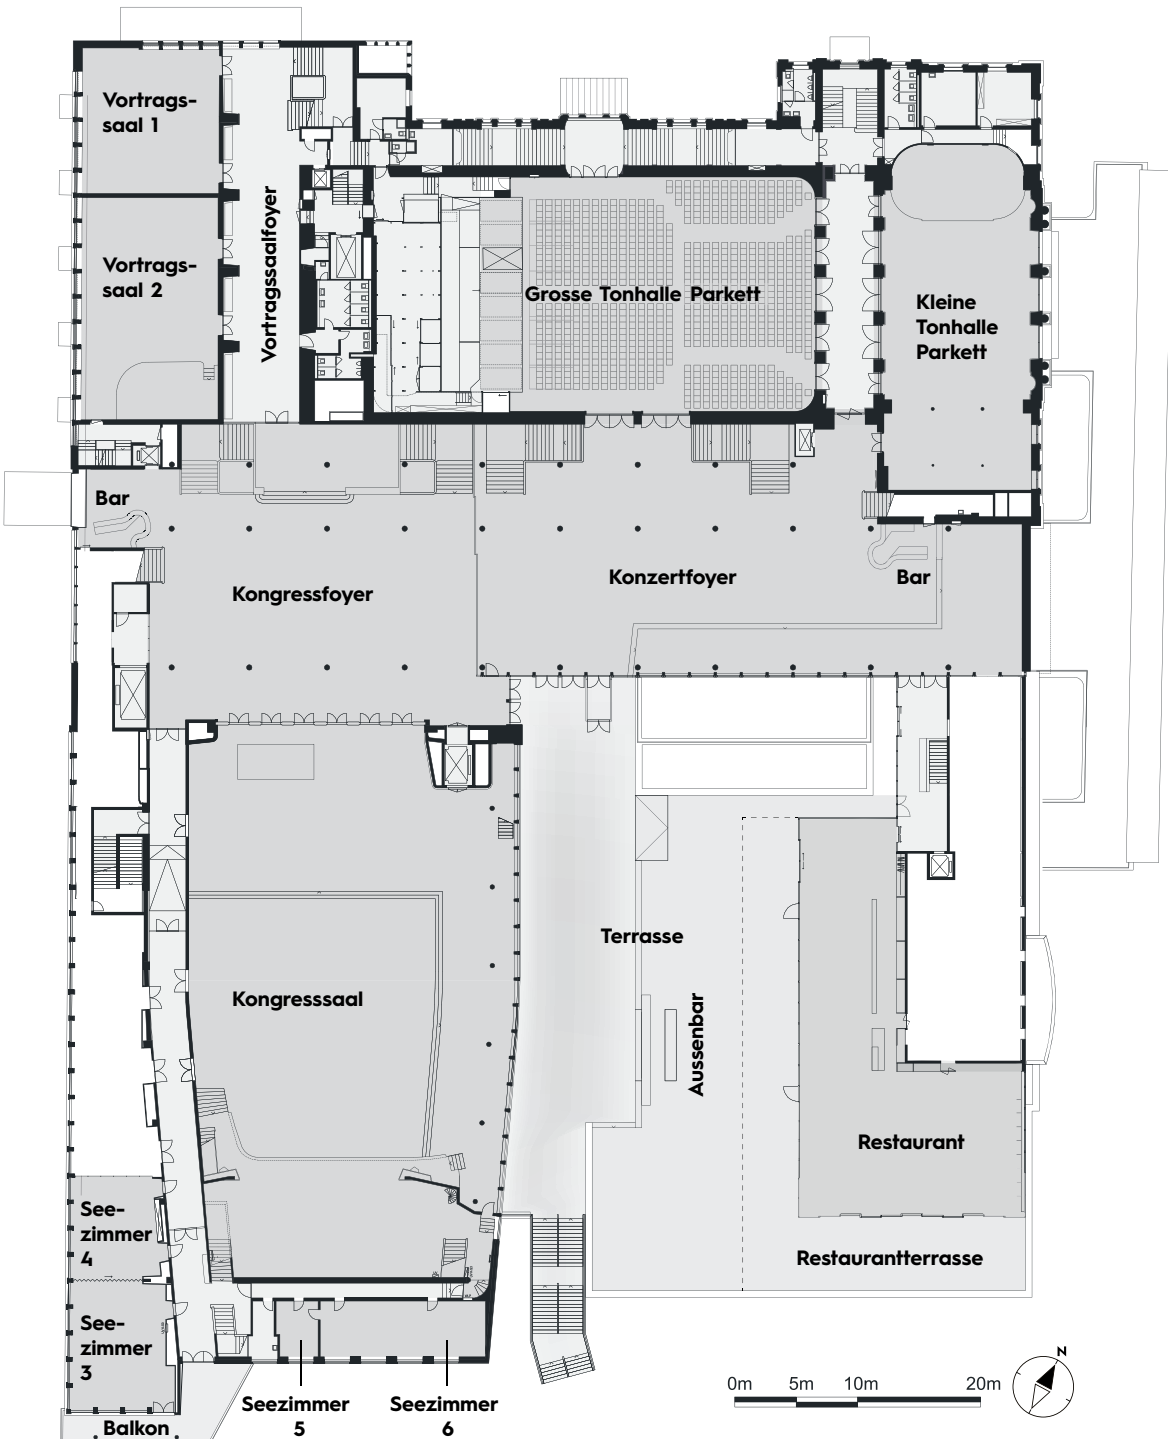 Vortrags-
saal 1
Vortrags-
saal 2
Vortragssaalfoyer
Grosse Tonhalle Parkett
Kleine
Tonhalle
Parkett
Bar
Kongressfoyer
Konzertfoyer
Bar
Terrasse
Kongresssaal
Aussenbar
Restaurant
See-
zimmer
4
Restaurantterrasse
See-
zimmer
3
Seezimmer
5
Seezimmer
6
Balkon
0m 5m 10m 20m
N